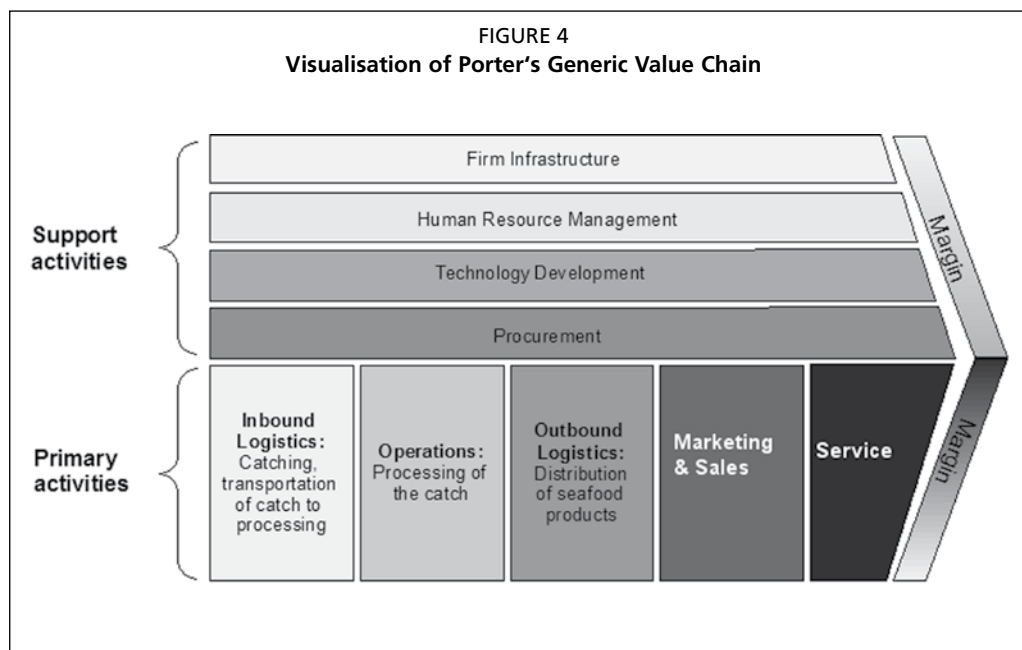 FIGURE 4
Visualisation of Porter‘s Generic Value Chain
Support
activities
Firm Infrastructure
Human Resource Management
Technology Development
Procurement
Margin
Primary
activities
Inbound
Logistics:
Catching,
transportation
of catch to
processing
Operations:
Processing of
the catch
Outbound
Logistics:
Distribution
of seafood
products
Marketing
& Sales
Service
Margin